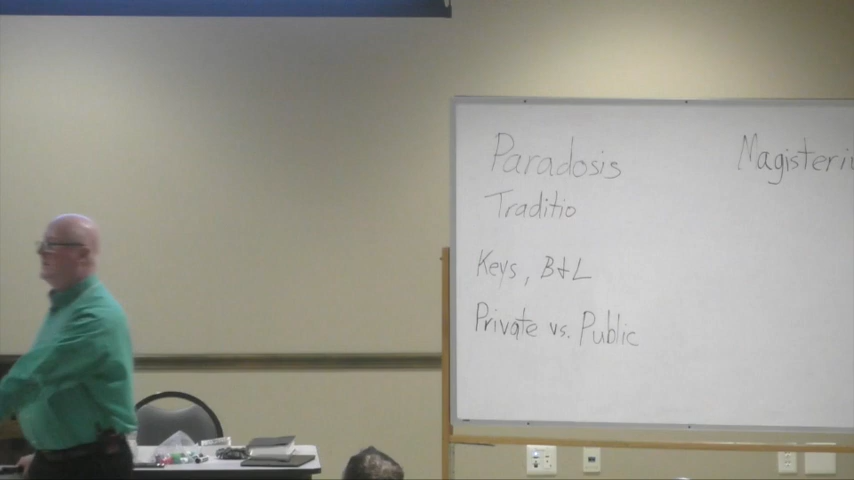 Paradosis
Magisteri
Traditio
Keys, B+L
Private vs. Public